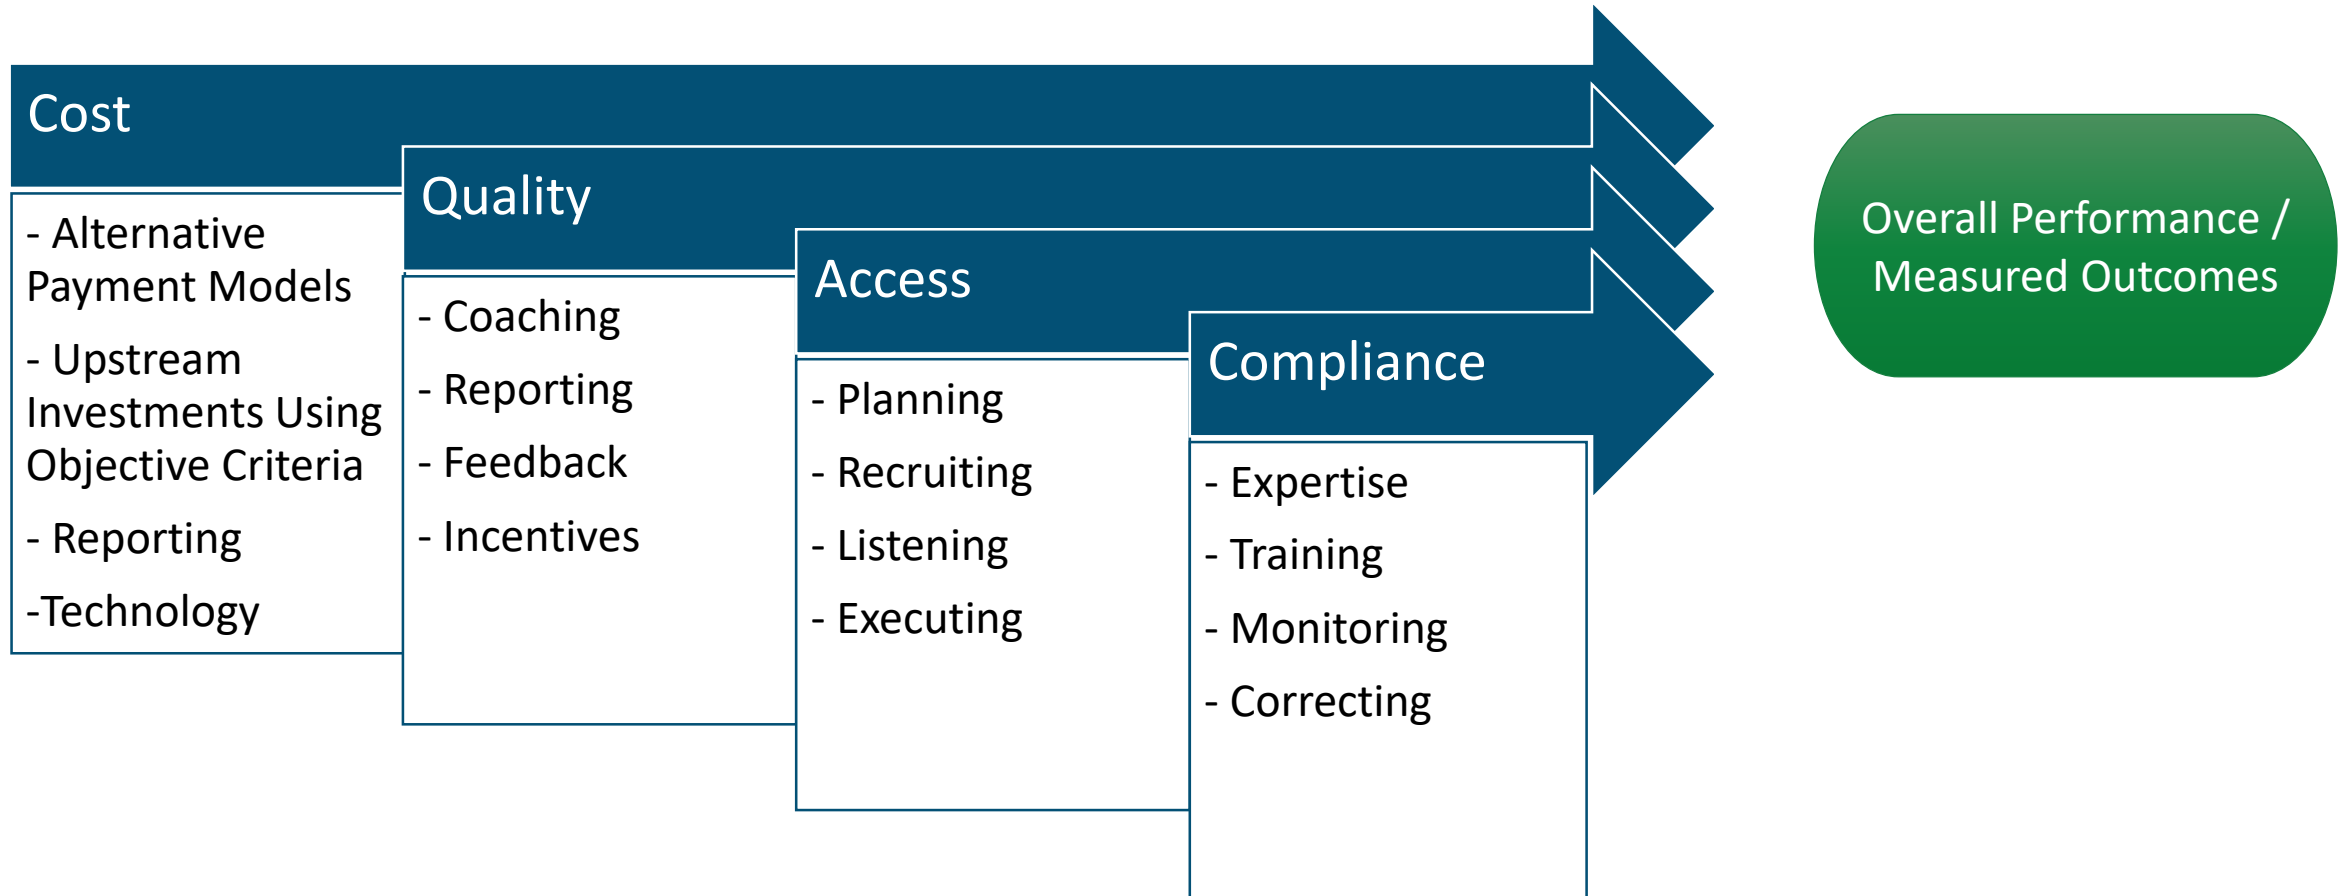 Cost
- Alternative
Payment Models
- Upstream
Investments Using
Objective Criteria
- Reporting
-Technology
Quality
- Coaching
- Reporting
- Feedback
- Incentives
Access
- Planning
- Recruiting
- Listening
- Executing
Compliance
- Expertise
- Training
- Monitoring
- Correcting
Overall Performance /
Measured Outcomes